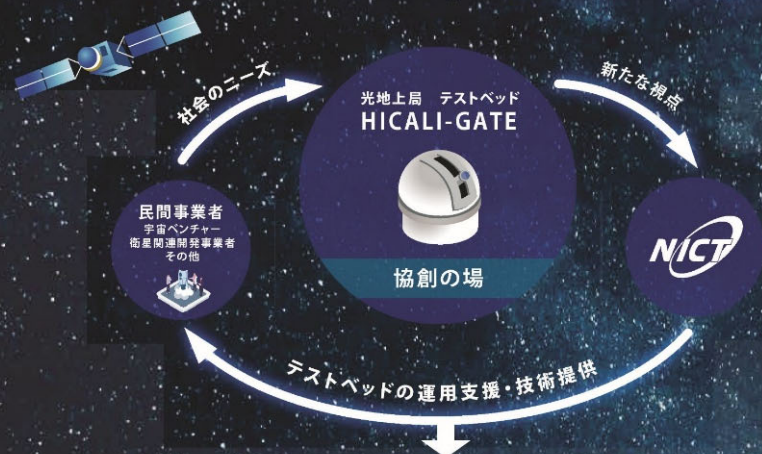 社会のニーズ
光地上局 テストベッド
HICALI-GATE
新たな視点
民間事業者
宇宙ベンチャー
衛星関連開発事業者
その他
協創の場
NICT
テストベッドの運用支援・技術提供